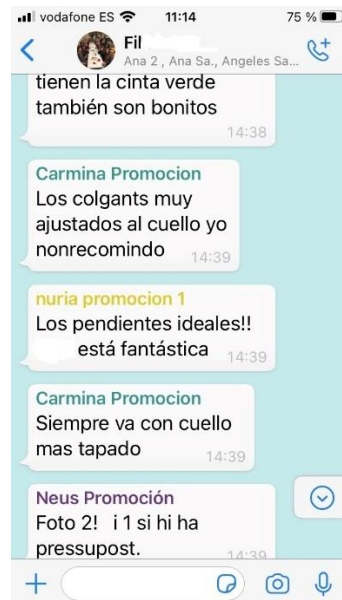 vodafone ES 11:14 75 %
Fil
Ana 2 , Ana Sa., Angeles Sa...
tienen la cinta verde
también son bonitos
14:38
Carmina Promocion
Los colgants muy
ajustados al cuello yo
nonrecomindo 14:39
nuria promocion 1
Los pendientes ideales!!
está fantástica 14:39
Carmina Promocion
Siempre va con cuello
mas tapado 14:39
Neus Promoción
Foto 2! i 1 si hi ha
pressupost. 14:39